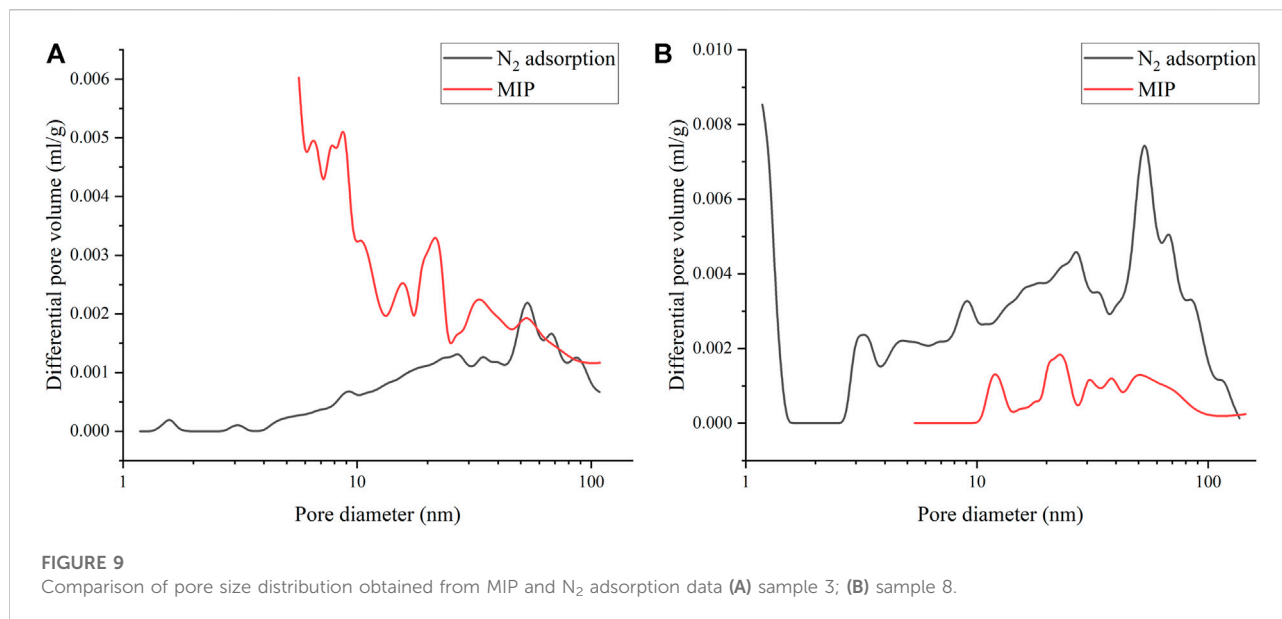 A
N₂ adsorption
MIP
0.006
0.005
0.004
0.003
0.002
0.001
0.000
Differential pore volume (ml/g)
1
10
100
Pore diameter (nm)
B
N₂ adsorption
MIP
0.010
0.008
0.006
0.004
0.002
0.000
Differential pore volume (ml/g)
1
10
100
Pore diameter (nm)
FIGURE 9
Comparison of pore size distribution obtained from MIP and N₂ adsorption data (A) sample 3; (B) sample 8.